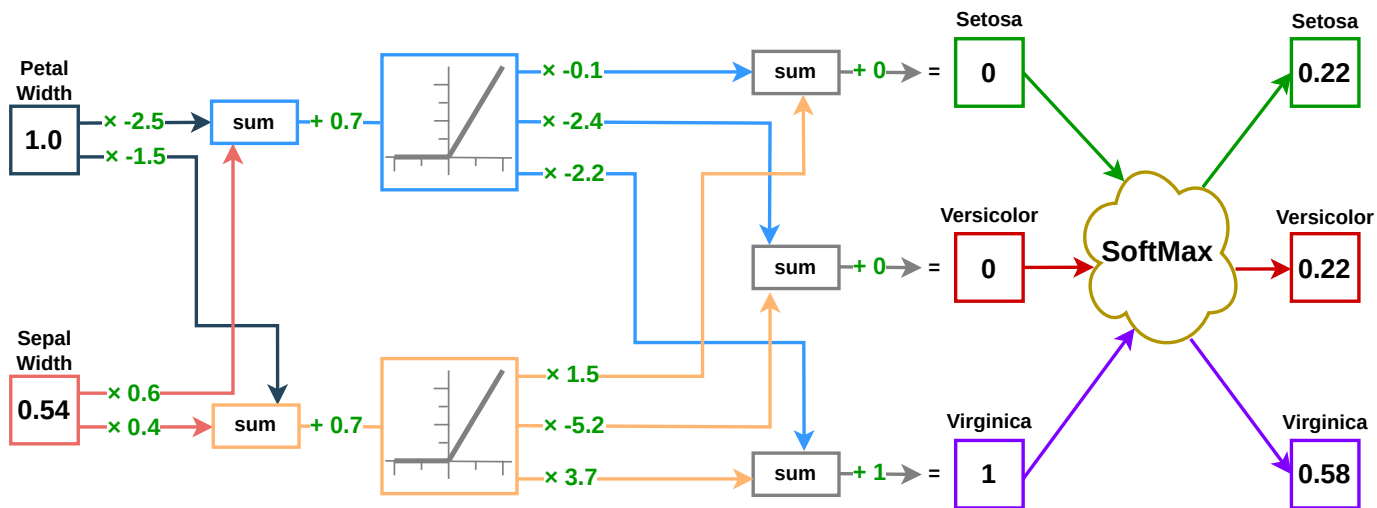 Setosa
Setosa
Petal
Width
1.0
× -2.5
sum
+ 0.7
× -0.1
sum
+ 0
=
0
0.22
× -1.5
× -2.4
× -2.2
Versicolor
Versicolor
sum
+ 0
=
0
SoftMax
0.22
Sepal
Width
0.54
× 0.6
× 0.4
sum
+ 0.7
× 1.5
× -5.2
× 3.7
sum
+ 1
=
Virginica
Virginica
1
0.58